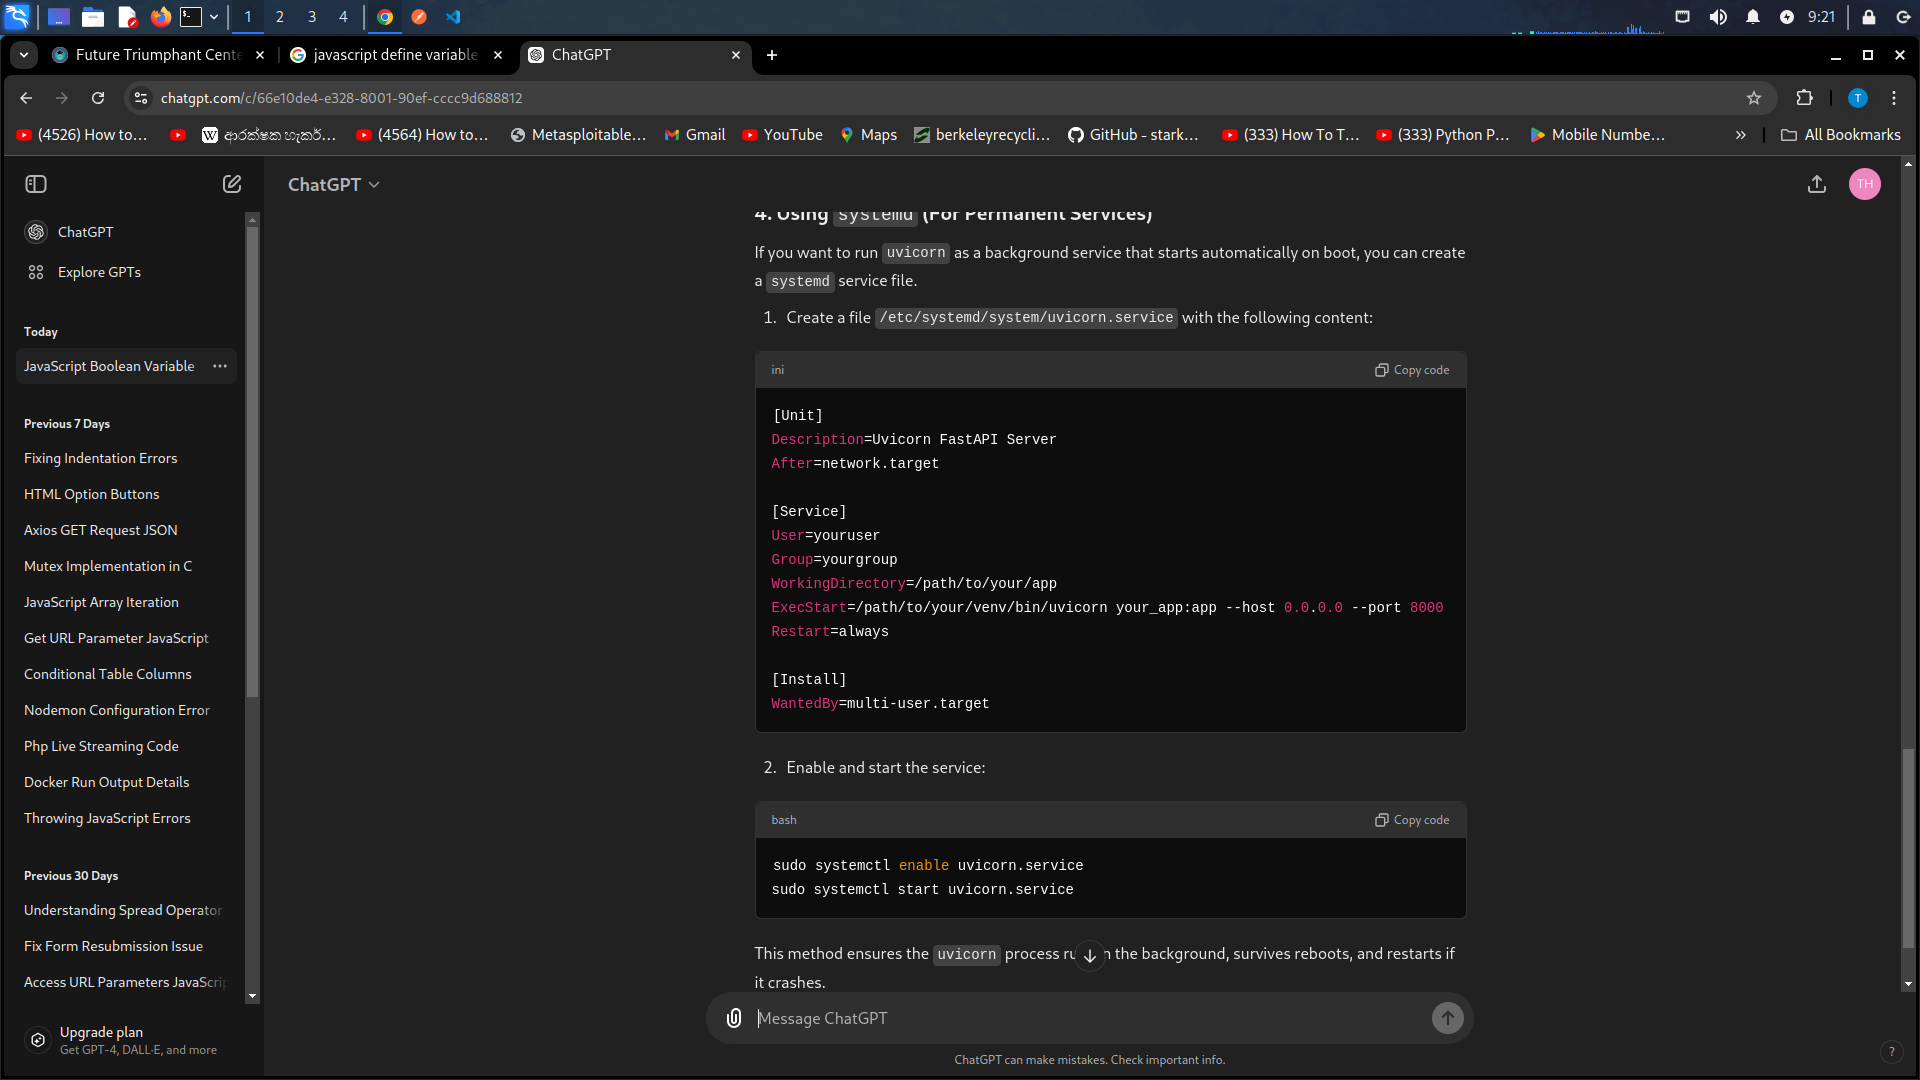 1 2 3 4
9:21
Future Triumphant Cente
javascript define variable
ChatGPT
chatgpt.com/c/66e10de4-e328-8001-90ef-cccc9d688812
T
(4526) How to...
ආරක්ෂක හැකර්...
(4564) How to...
Metasploitable...
Gmail
YouTube
Maps
berkeleyrecycli...
GitHub - stark...
(333) How To T...
(333) Python P...
Mobile Numbe...
All Bookmarks
ChatGPT
TH
ChatGPT
Explore GPTs
Today
JavaScript Boolean Variable
Previous 7 Days
Fixing Indentation Errors
HTML Option Buttons
Axios GET Request JSON
Mutex Implementation in C
JavaScript Array Iteration
Get URL Parameter JavaScript
Conditional Table Columns
Nodemon Configuration Error
Php Live Streaming Code
Docker Run Output Details
Throwing JavaScript Errors
Previous 30 Days
Understanding Spread Operator
Fix Form Resubmission Issue
Access URL Parameters JavaScrip
Upgrade plan
Get GPT-4, DALL·E, and more
4. Using systemd (For Permanent Services)
If you want to run uvicorn as a background service that starts automatically on boot, you can create
a systemd service file.
1. Create a file /etc/systemd/system/uvicorn.service with the following content:
ini
Copy code
[Unit]
Description=Uvicorn FastAPI Server
After=network.target
[Service]
User=youruser
Group=yourgroup
WorkingDirectory=/path/to/your/app
ExecStart=/path/to/your/venv/bin/uvicorn your_app:app --host 0.0.0.0 --port 8000
Restart=always
[Install]
WantedBy=multi-user.target
2. Enable and start the service:
bash
Copy code
sudo systemctl enable uvicorn.service
sudo systemctl start uvicorn.service
This method ensures the uvicorn process ru n the background, survives reboots, and restarts if
it crashes.
Message ChatGPT
ChatGPT can make mistakes. Check important info.
?